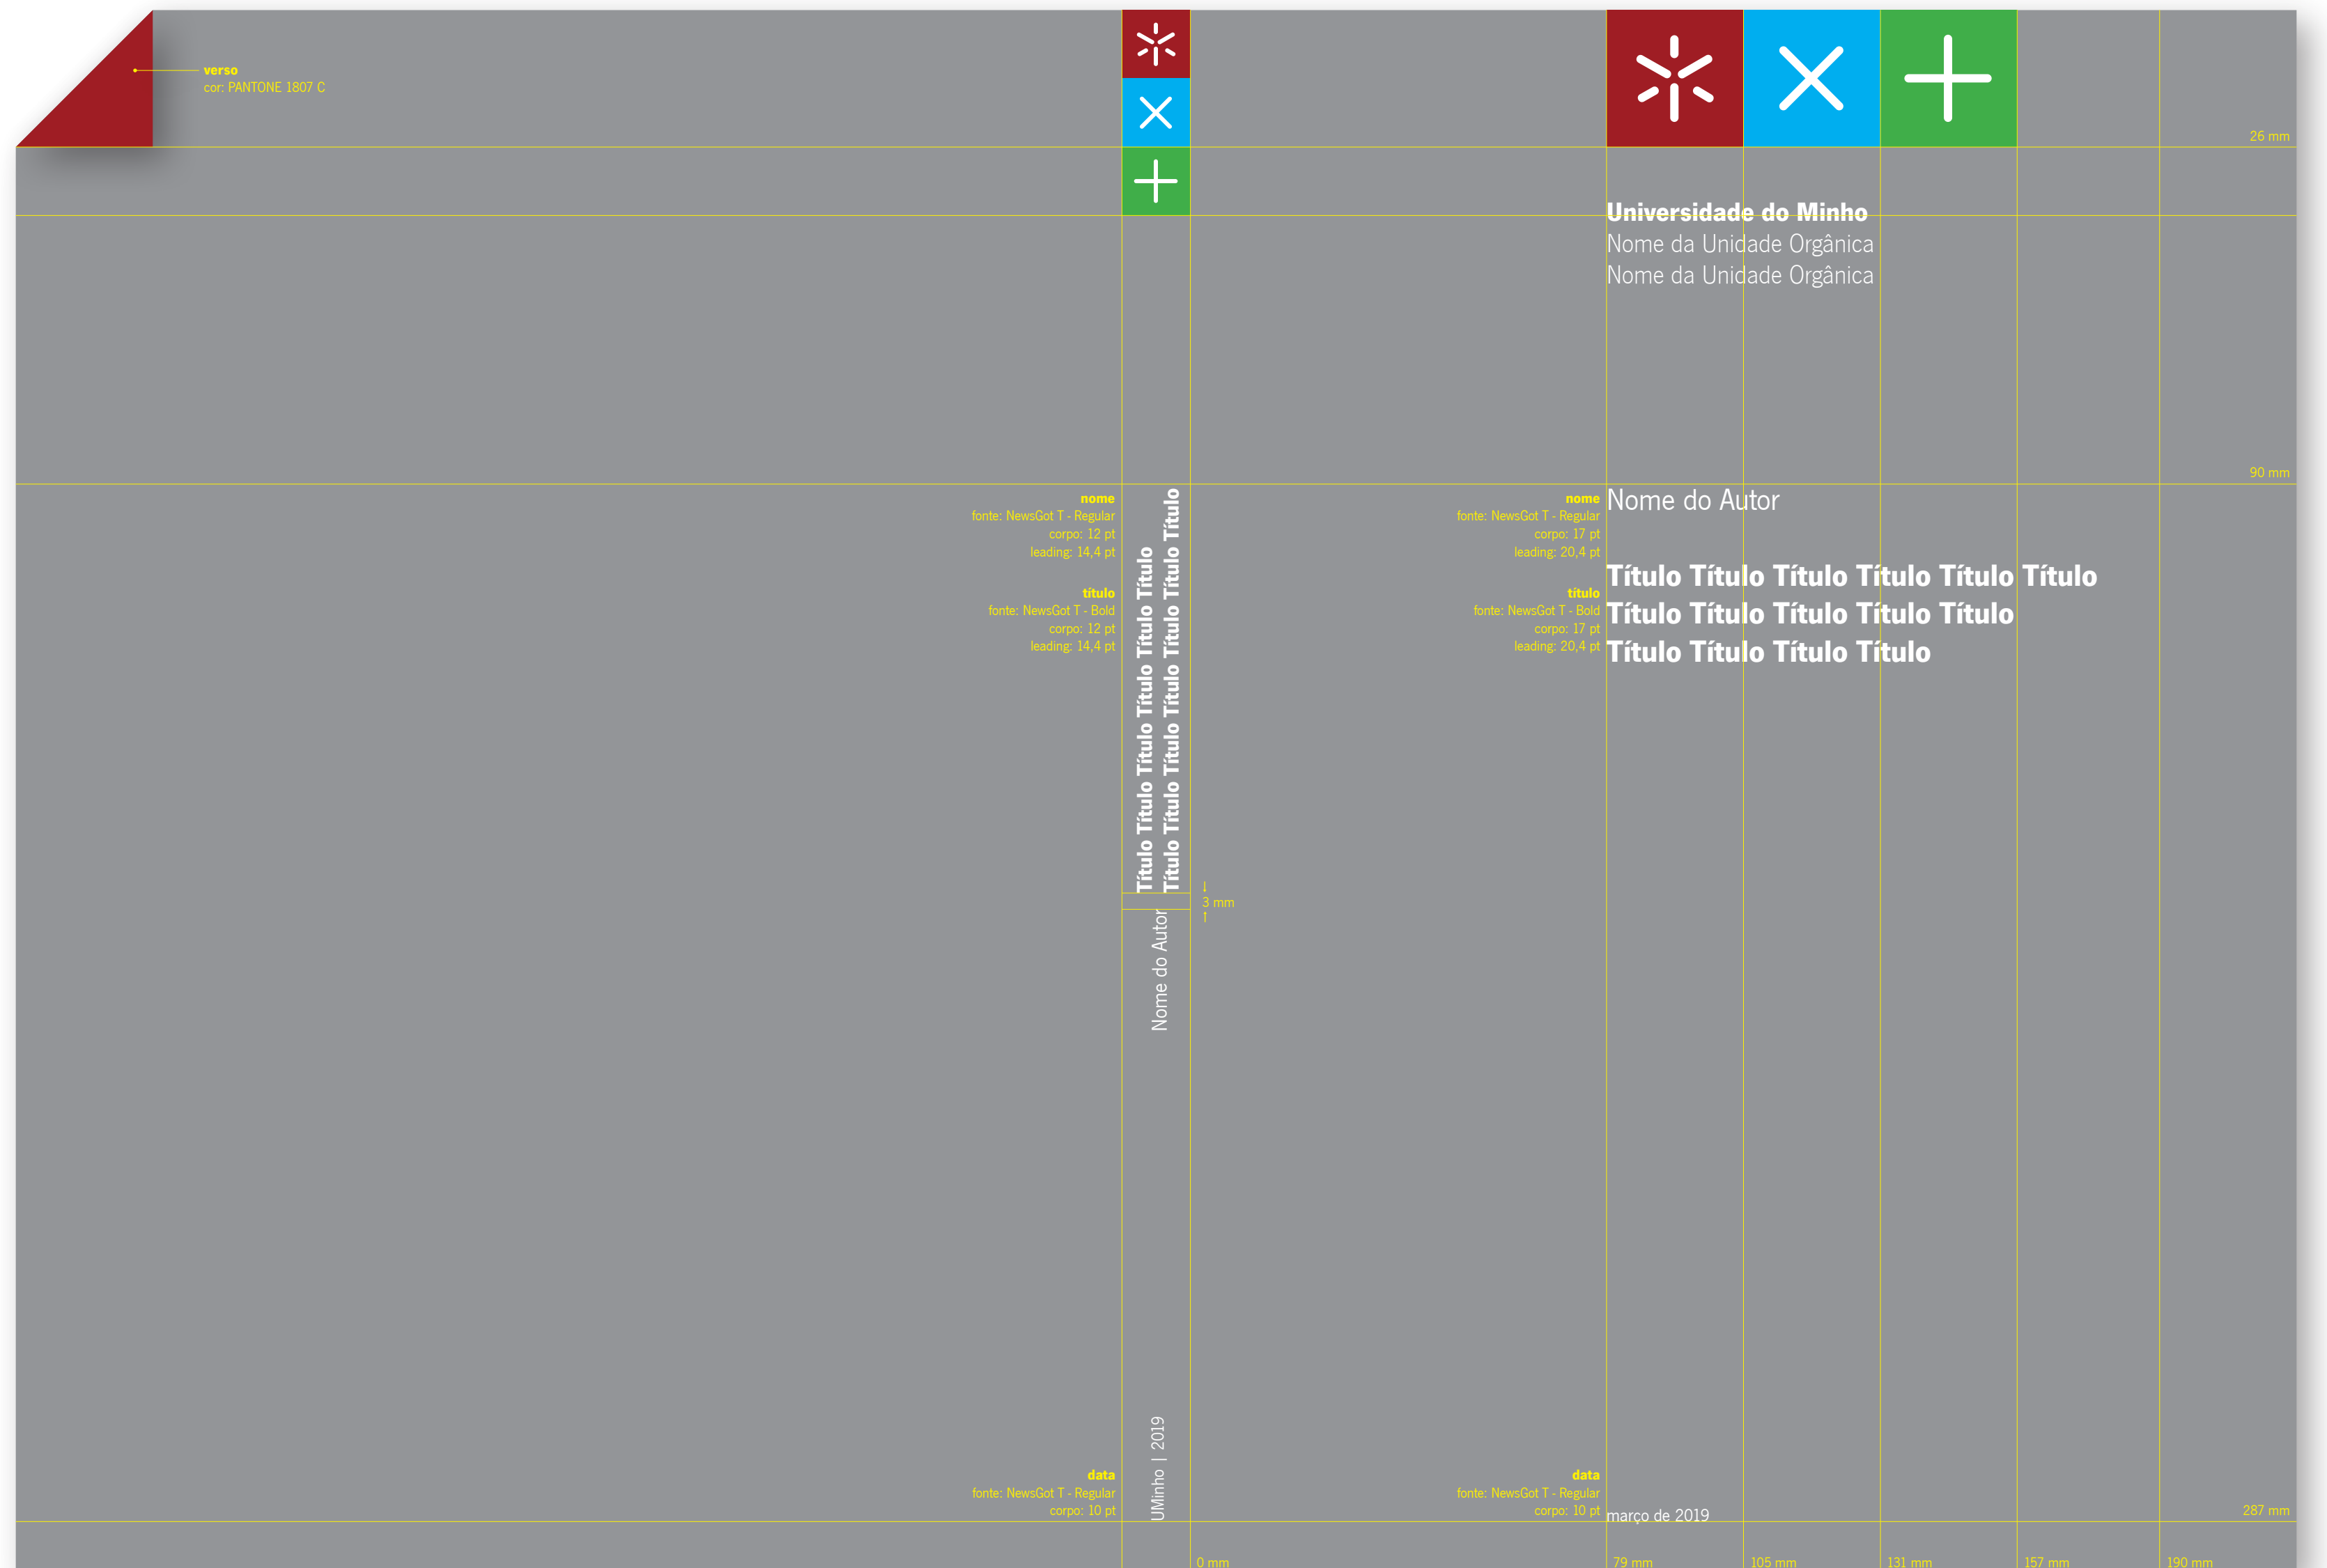 verso
cor: PANTONE 1807 C
26 mm
Universidade do Minho
Nome da Unidade Orgânica
Nome da Unidade Orgânica
90 mm
nome
fonte: NewsGot T - Regular
corpo: 12 pt
leading: 14,4 pt
título
fonte: NewsGot T - Bold
corpo: 12 pt
leading: 14,4 pt
Título Título Título Título Título Título
Título Título Título Título Título Título Título
3 mm
Nome do Autor
UMinho | 2019
data
fonte: NewsGot T - Regular
corpo: 10 pt
nome
fonte: NewsGot T - Regular
corpo: 17 pt
leading: 20,4 pt
Nome do Autor
título
fonte: NewsGot T - Bold
corpo: 17 pt
leading: 20,4 pt
Título Título Título Título Título Título
Título Título Título Título Título
Título Título Título Título
data
fonte: NewsGot T - Regular
corpo: 10 pt
março de 2019
287 mm
0 mm
79 mm
105 mm
131 mm
157 mm
190 mm